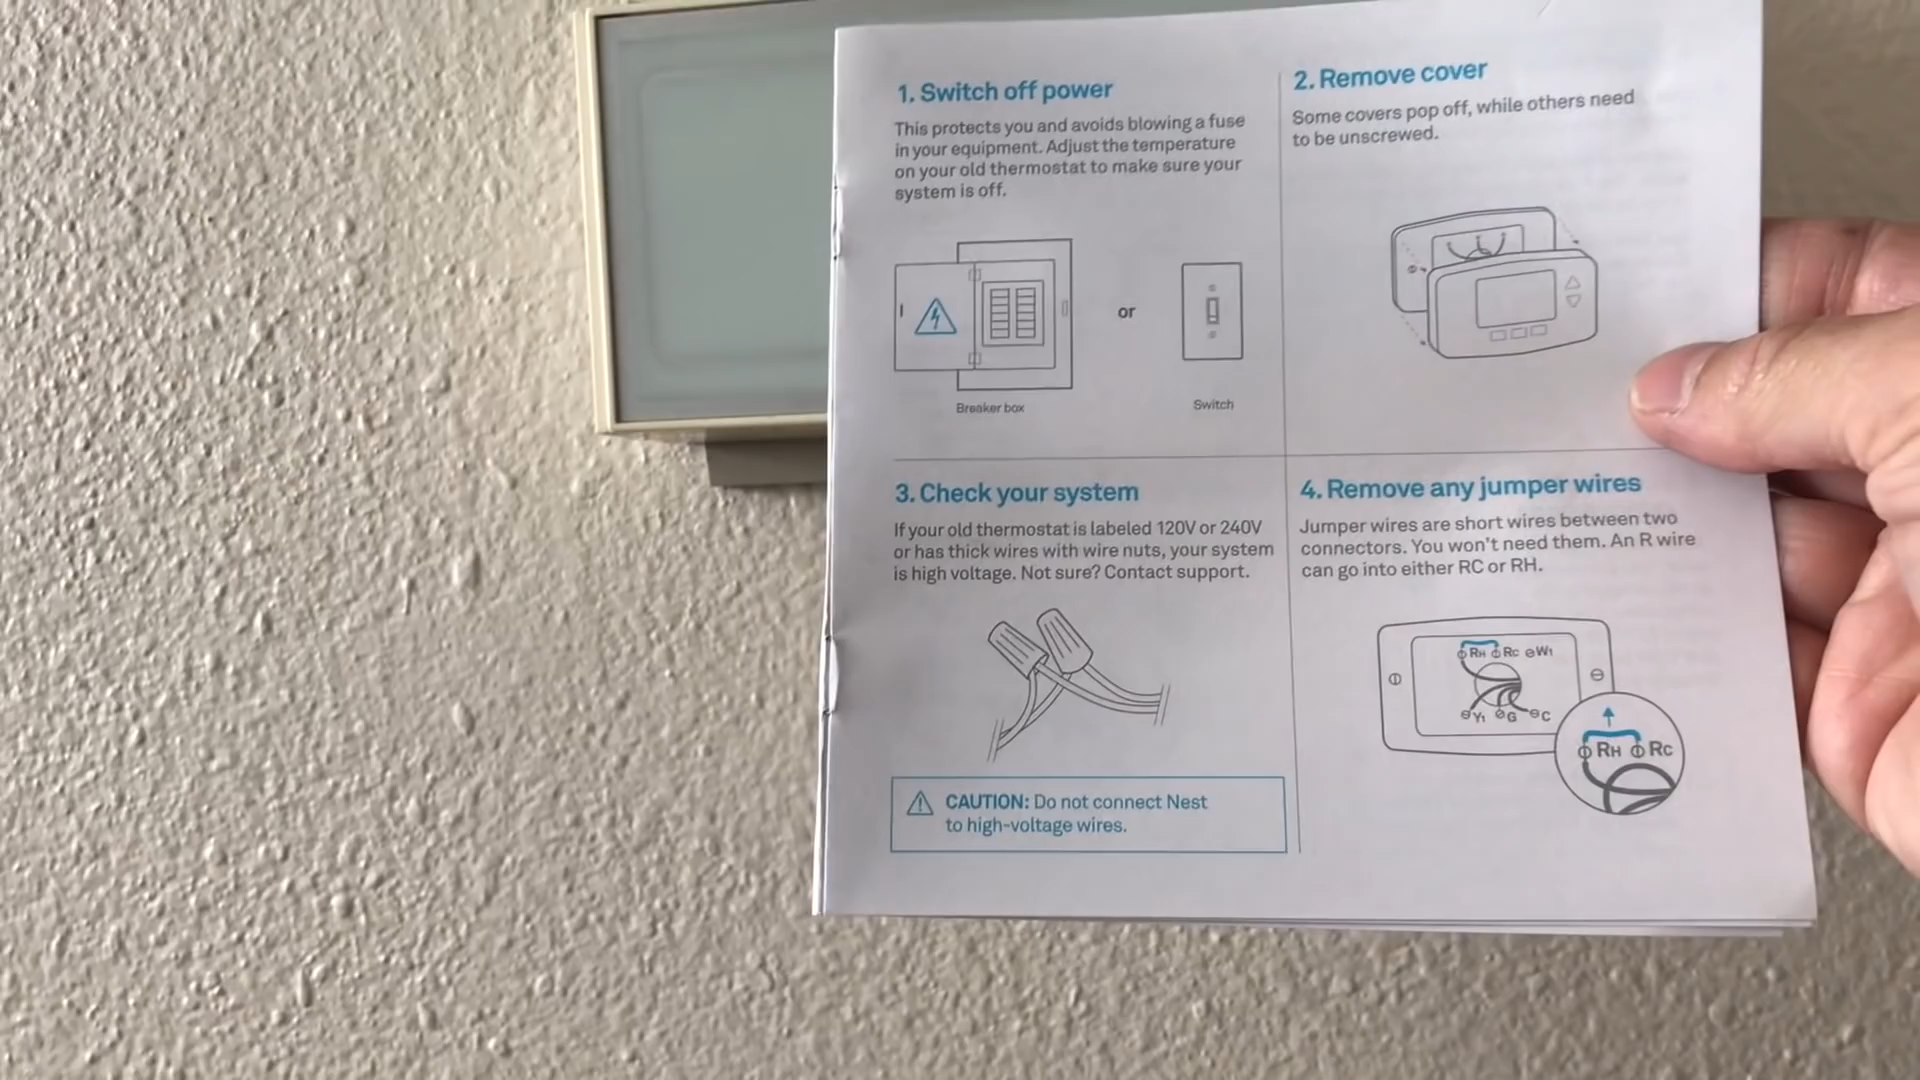 1. Switch off power
This protects you and avoids blowing a fuse
in your equipment. Adjust the temperature
on your old thermostat to make sure your
system is off.
or
Breaker box
Switch
2. Remove cover
Some covers pop off, while others need
to be unscrewed.
3. Check your system
If your old thermostat is labeled 120V or 240V
or has thick wires with wire nuts, your system
is high voltage. Not sure? Contact support.
CAUTION: Do not connect Nest
to high-voltage wires.
4. Remove any jumper wires
Jumper wires are short wires between two
connectors. You won't need them. An R wire
can go into either RC or RH.
RH RC W1
Y1 G C
RH RC